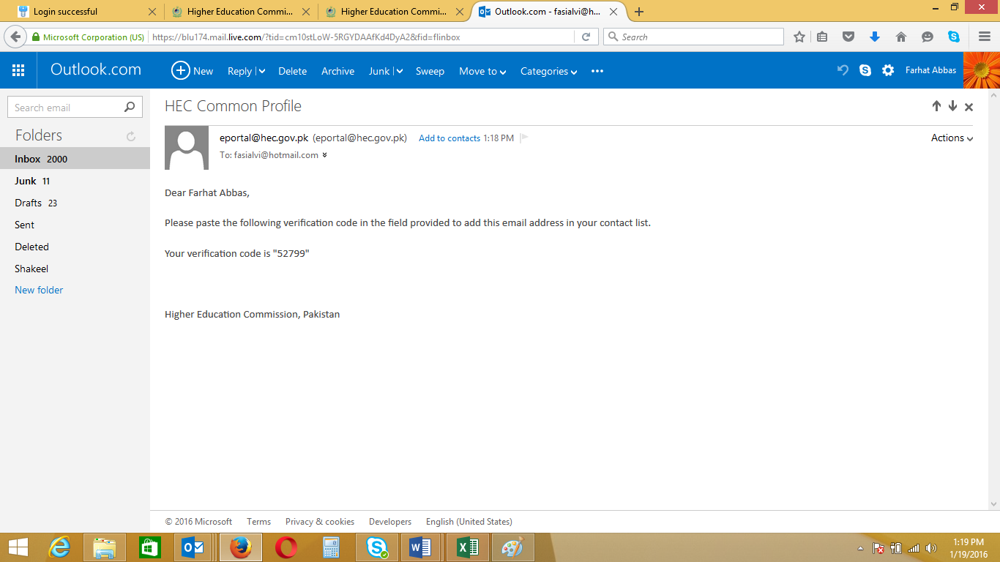 Login successful
Higher Education Commi...
Higher Education Commi...
Outlook.com - fasialvi@h...
Microsoft Corporation (US)
https://blu174.mail.live.com/?tid=cm10stLoW-5RGYDAAfKd4DyA2&fid=flinbox
Search
Outlook.com
New
Reply
Delete
Archive
Junk
Sweep
Move to
Categories
Farhat Abbas
Search email
Folders
Inbox 2000
Junk 11
Drafts 23
Sent
Deleted
Shakeel
New folder
HEC Common Profile
eportal@hec.gov.pk (eportal@hec.gov.pk) Add to contacts 1:18 PM
Actions
To: fasialvi@hotmail.com
Dear Farhat Abbas,
Please paste the following verification code in the field provided to add this email address in your contact list.
Your verification code is "52799"
Higher Education Commission, Pakistan
© 2016 Microsoft Terms Privacy & cookies Developers English (United States)
1:19 PM
1/19/2016